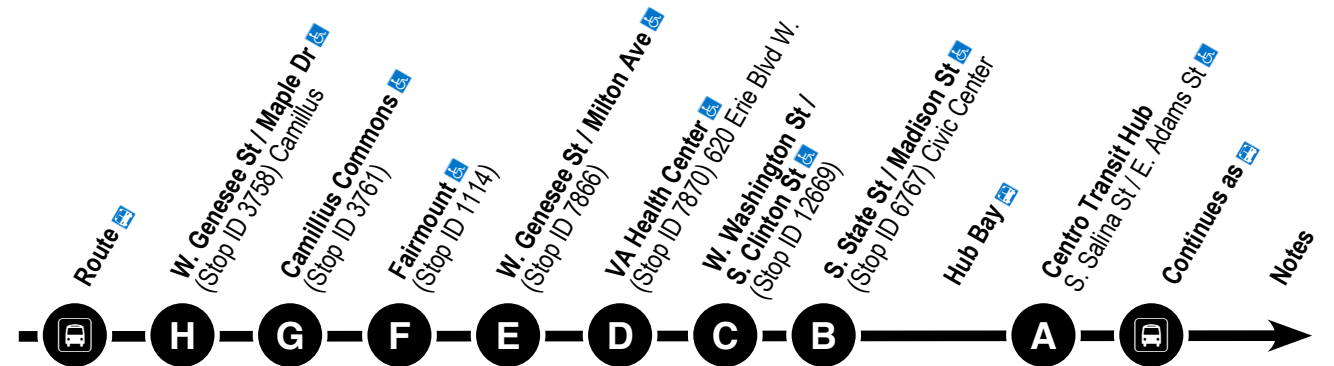 Route
W. Genesee St / Maple Dr
(Stop ID 3758) Camillus
Camillius Commons
(Stop ID 3761)
Fairmount
(Stop ID 1114)
W. Genesee St / Milton Ave
(Stop ID 7866)
VA Health Center
(Stop ID 7870) 620 Erie Blvd W.
W. Washington St /
S. Clinton St
(Stop ID 12669)
S. State St / Madison St
(Stop ID 6767) Civic Center
Hub Bay
Centro Transit Hub
S. Salina St / E. Adams St
Continues as
Notes
H G F E D C B A